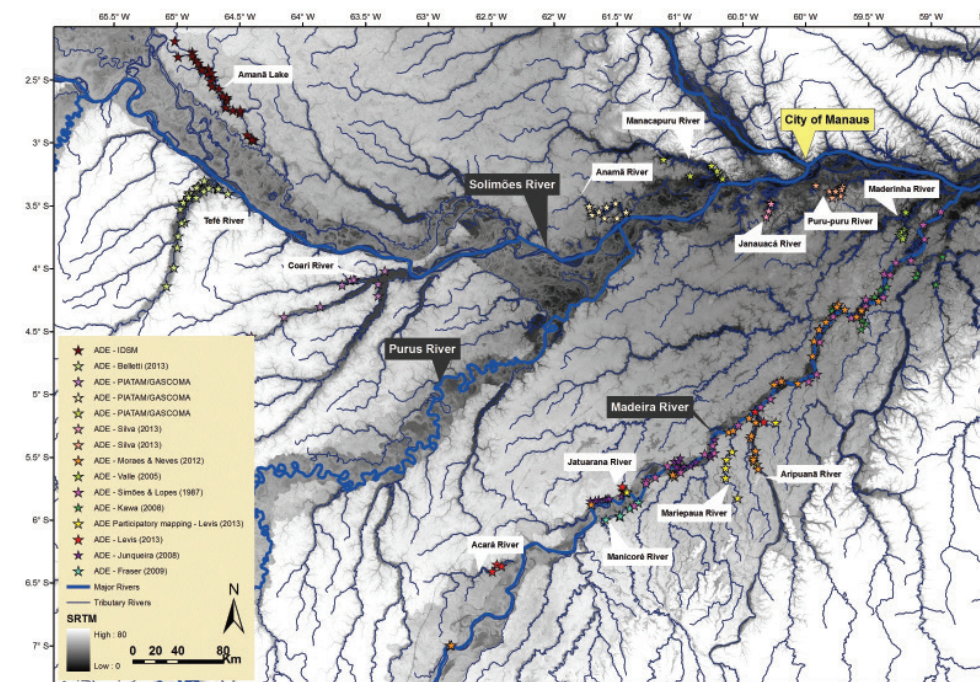 65.5° 65.0° 64.5° 64.0° 63.5° 63.0° 62.5° 62.0° 61.5° 61.0° 60.5° 60.0° 59.5° 59.0°
2.5° S
3° S
3.5° S
4° S
4.5° S
5° S
5.5° S
6° S
6.5° S
7° S
Amanã Lake
Manacapuru River
City of Manaus
Anamã River
Solimões River
Maderinha River
Tefé River
Puru-puru River
Janauacá River
Coari River
Purus River
Madeira River
Jatuarana River
Aripuanã River
Mariepaua River
Acará River
Manicoré River
ADE - IDSM
ADE - Belletti (2013)
ADE - PIATAM/GASCOMA
ADE - PIATAM/GASCOMA
ADE - PIATAM/GASCOMA
ADE - Silva (2013)
ADE - Silva (2013)
ADE - Moraes & Neves (2012)
ADE - Valle (2005)
ADE - Simões & Lopes (1987)
ADE - Kawa (2008)
ADE Participatory mapping - Levis (2013)
ADE - Levis (2013)
ADE - Junqueira (2008)
ADE - Fraser (2009)
Major Rivers
Tributary Rivers
SRTM
High : 80
Low : 0
N
0 20 40 80
Km